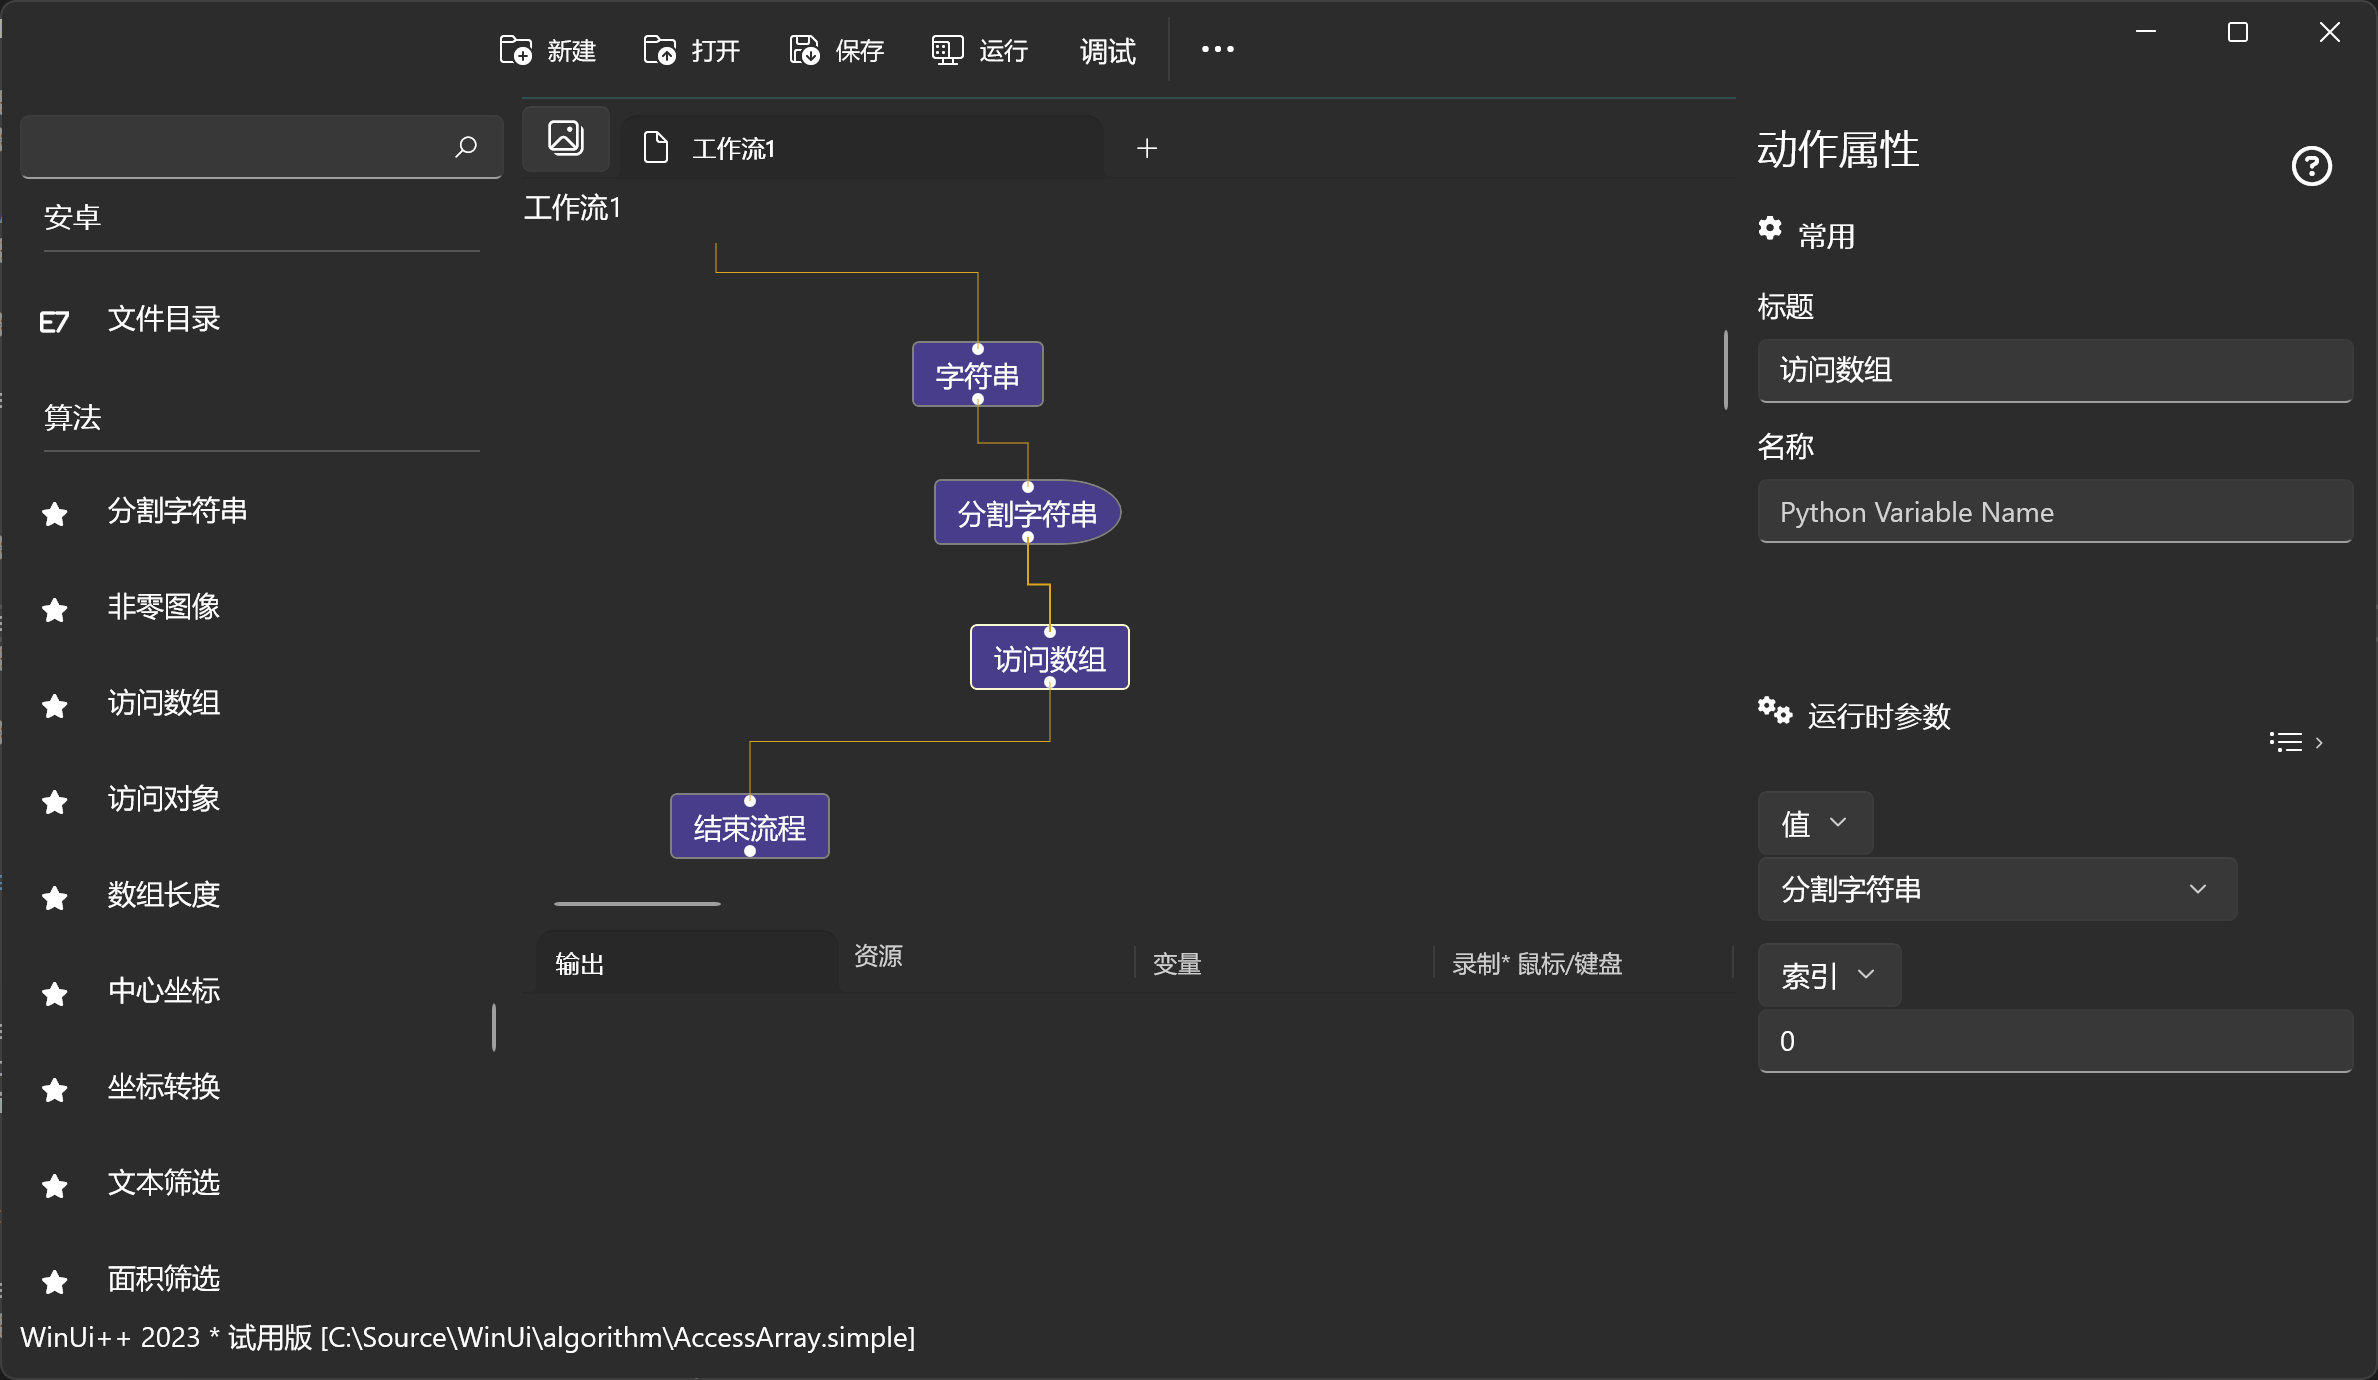 新建 打开 保存 运行 调试
工作流1
安卓
文件目录
算法
分割字符串
非零图像
访问数组
访问对象
数组长度
中心坐标
坐标转换
文本筛选
面积筛选
工作流1
字符串
分割字符串
访问数组
结束流程
输出 资源 变量 录制* 鼠标/键盘
动作属性
常用
标题
访问数组
名称
Python Variable Name
运行时参数
值
分割字符串
索引
0
WinUi++ 2023 * 试用版 [C:\Source\WinUi\algorithm\AccessArray.simple]